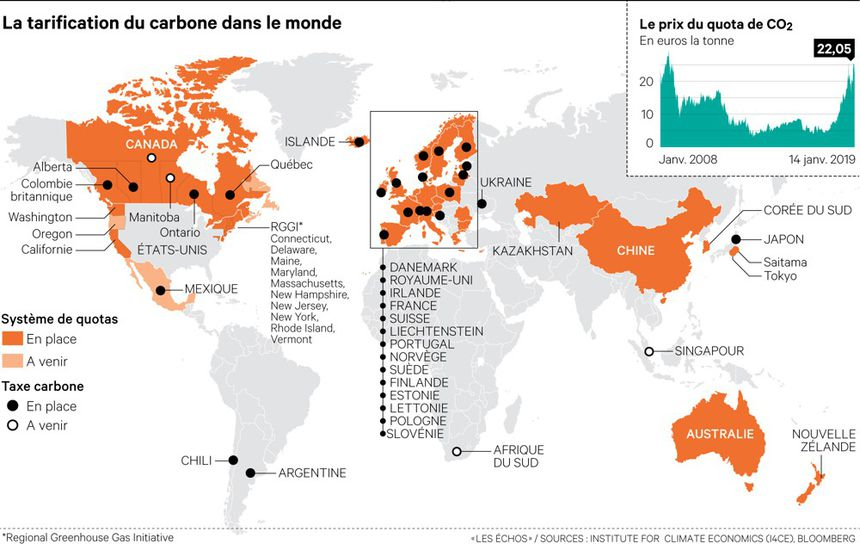 La tarification du carbone dans le monde
Le prix du quota de CO2
En euros la tonne
22,05
20
10
0
Janv. 2008
14 janv. 2019
CANADA
Alberta
Colombie
britannique
Washington
Oregon
Californie
Manitoba
Ontario
Québec
ÉTATS-UNIS
MEXIQUE
RGGI*
Connecticut,
Delaware,
Maine,
Maryland,
Massachusetts,
New Hampshire,
New Jersey,
New York,
Rhode Island,
Vermont
ISLANDE
UKRAINE
KAZAKHSTAN
CHINE
CORÉE DU SUD
JAPON
Saitama
Tokyo
DANEMARK
ROYAUME-UNI
IRLANDE
FRANCE
SUISSE
LIECHTENSTEIN
PORTUGAL
NORVÈGE
SUÈDE
FINLANDE
ESTONIE
LETTONIE
POLOGNE
SLOVÉNIE
SINGAPOUR
AUSTRALIE
NOUVELLE
ZÉLANDE
AFRIQUE
DU SUD
CHILI
ARGENTINE
Système de quotas
En place
A venir
Taxe carbone
En place
A venir
*Regional Greenhouse Gas Initiative
« LES ÉCHOS » / SOURCES : INSTITUTE FOR CLIMATE ECONOMICS (I4CE), BLOOMBERG